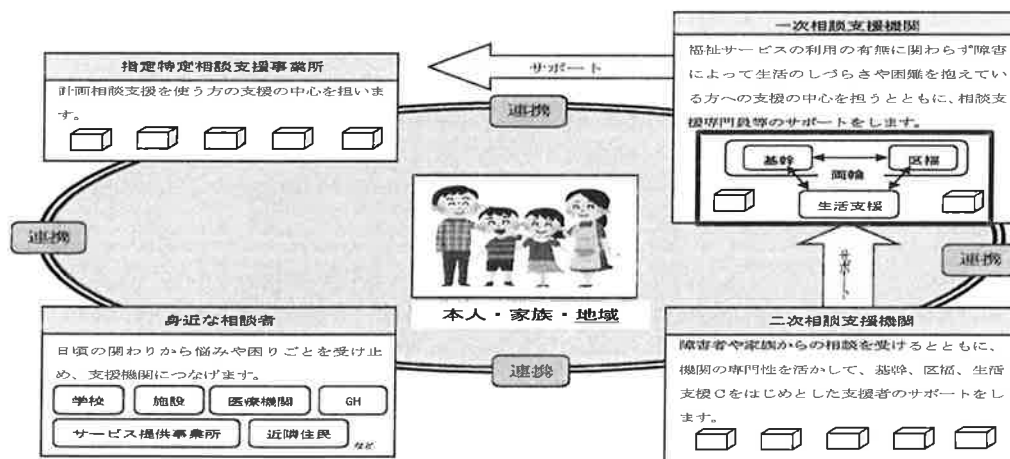 指定特定相談支援事業所
計画相談支援を使う方の支援の中心を担いま
す。
サポート
一次相談支援機関
福祉サービスの利用の有無に関わらず障害
によって生活のしづらさや困難を抱えてい
る方への支援の中心を担うとともに、相談支
援専門員等のサポートをします。
基幹
区福
両輪
生活支援
連携
連携
連携
連携
サポート
本人・家族・地域
身近な相談者
日頃の関わりから悩みや困りごとを受け止
め、支援機関につなげます。
学校
施設
医療機関
GH
サービス提供事業所
近隣住民
など
二次相談支援機関
障害者や家族からの相談を受けるとともに、
機関の専門性を活かして、基幹、区福、生活
支援Cをはじめとした支援者のサポートをし
ます。